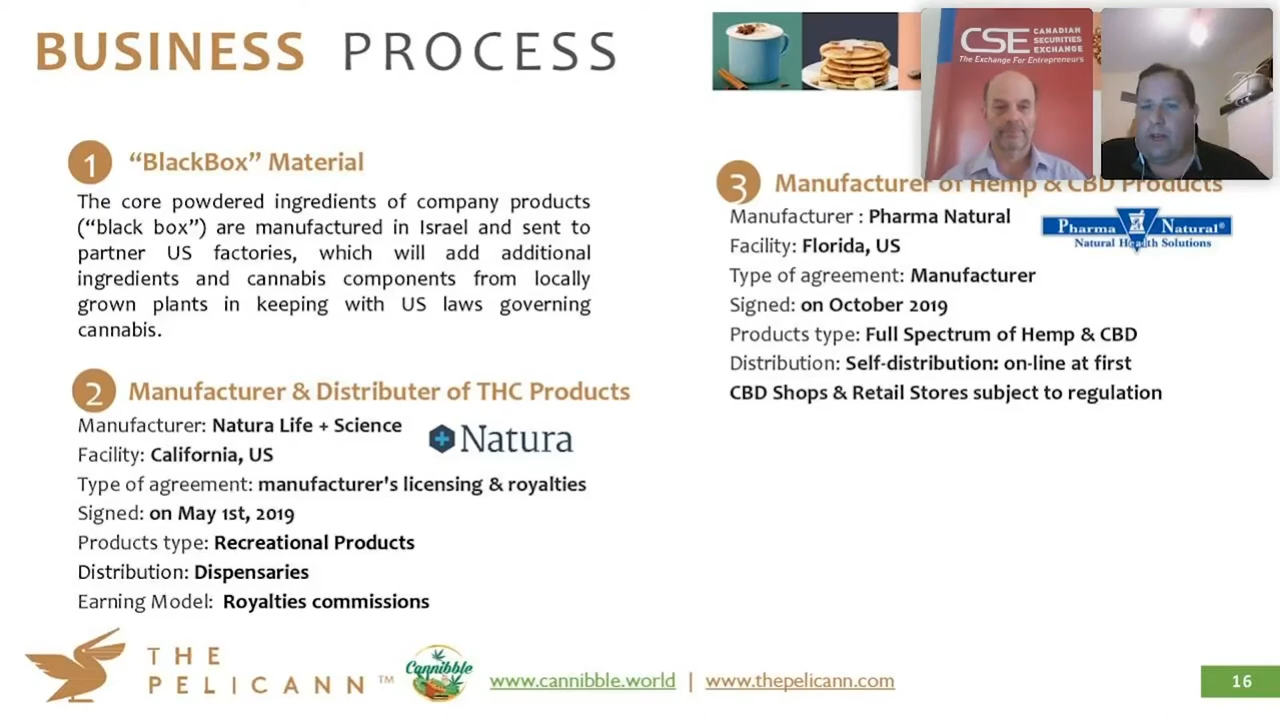 BUSINESS PROCESS
CSE CANADIAN
SECURITIES
EXCHANGE
The Exchange For Entrepreneurs
1 “BlackBox” Material
The core powdered ingredients of company products
(“black box”) are manufactured in Israel and sent to
partner US factories, which will add additional
ingredients and cannabis components from locally
grown plants in keeping with US laws governing
cannabis.
2 Manufacturer & Distributer of THC Products
Manufacturer: Natura Life + Science
Natura
Facility: California, US
Type of agreement: manufacturer's licensing & royalties
Signed: on May 1st, 2019
Products type: Recreational Products
Distribution: Dispensaries
Earning Model: Royalties commissions
3 Manufacturer of Hemp & CBD Products
Manufacturer : Pharma Natural
Pharma Natural®
Natural Health Solutions
Facility: Florida, US
Type of agreement: Manufacturer
Signed: on October 2019
Products type: Full Spectrum of Hemp & CBD
Distribution: Self-distribution: on-line at first
CBD Shops & Retail Stores subject to regulation
THE
PELICANN™
Cannibble
www.cannibble.world | www.thepelicann.com
16